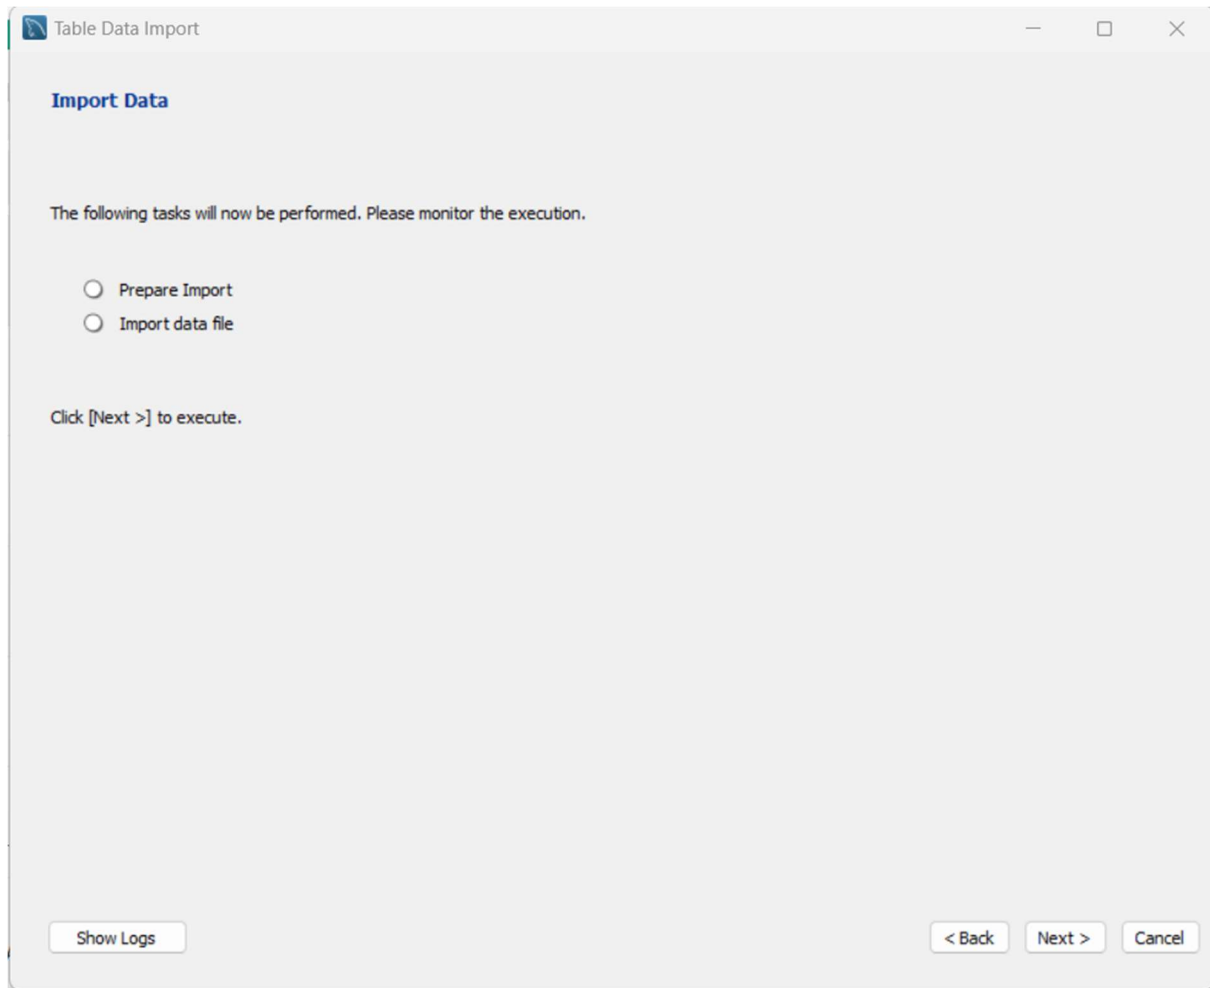 Table Data Import
Import Data
The following tasks will now be performed. Please monitor the execution.
Prepare Import
Import data file
Click [Next >] to execute.
Show Logs
< Back
Next >
Cancel